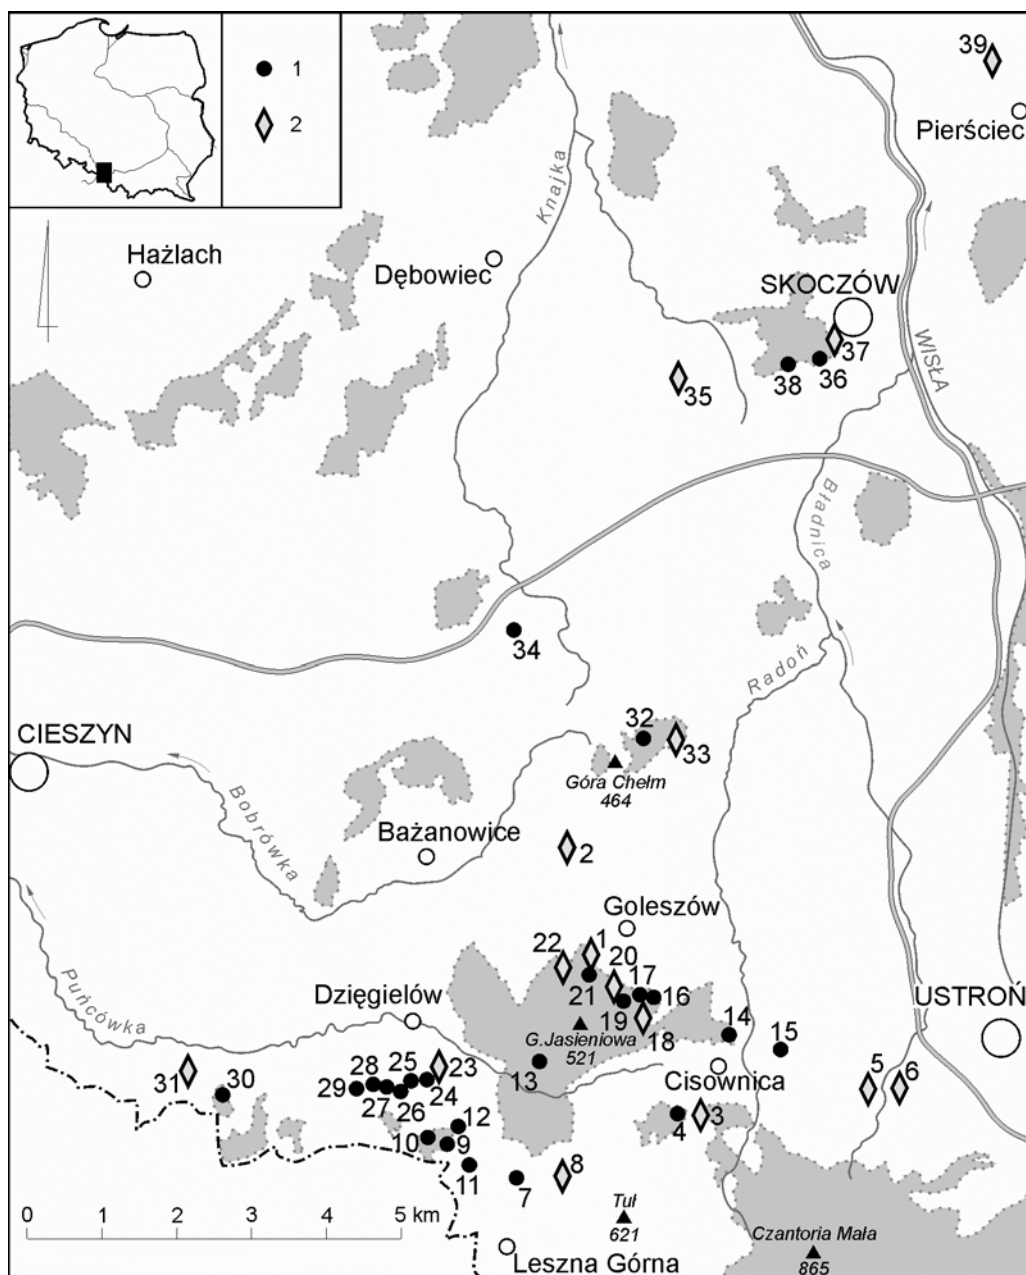 1
2
39
Pierściec
Knajka
Hażlach
Dębowiec
SKOCZÓW
37
36
38
35
WISŁA
Bładnica
34
Radoń
CIESZYN
32
33
Góra Chełm
464
Bobrówka
Bażanowice
2
Goleszów
1
22
20
17
21
16
19
18
Puńcówka
Dzięgielów
G.Jasieniowa
521
14
15
USTROŃ
13
Cisownica
5
6
31
30
28
25
23
29
27
26
24
12
10
9
11
4
3
7
8
Tuł
621
Czantoria Mała
865
0
1
2
3
4
5 km
Leszna Górna